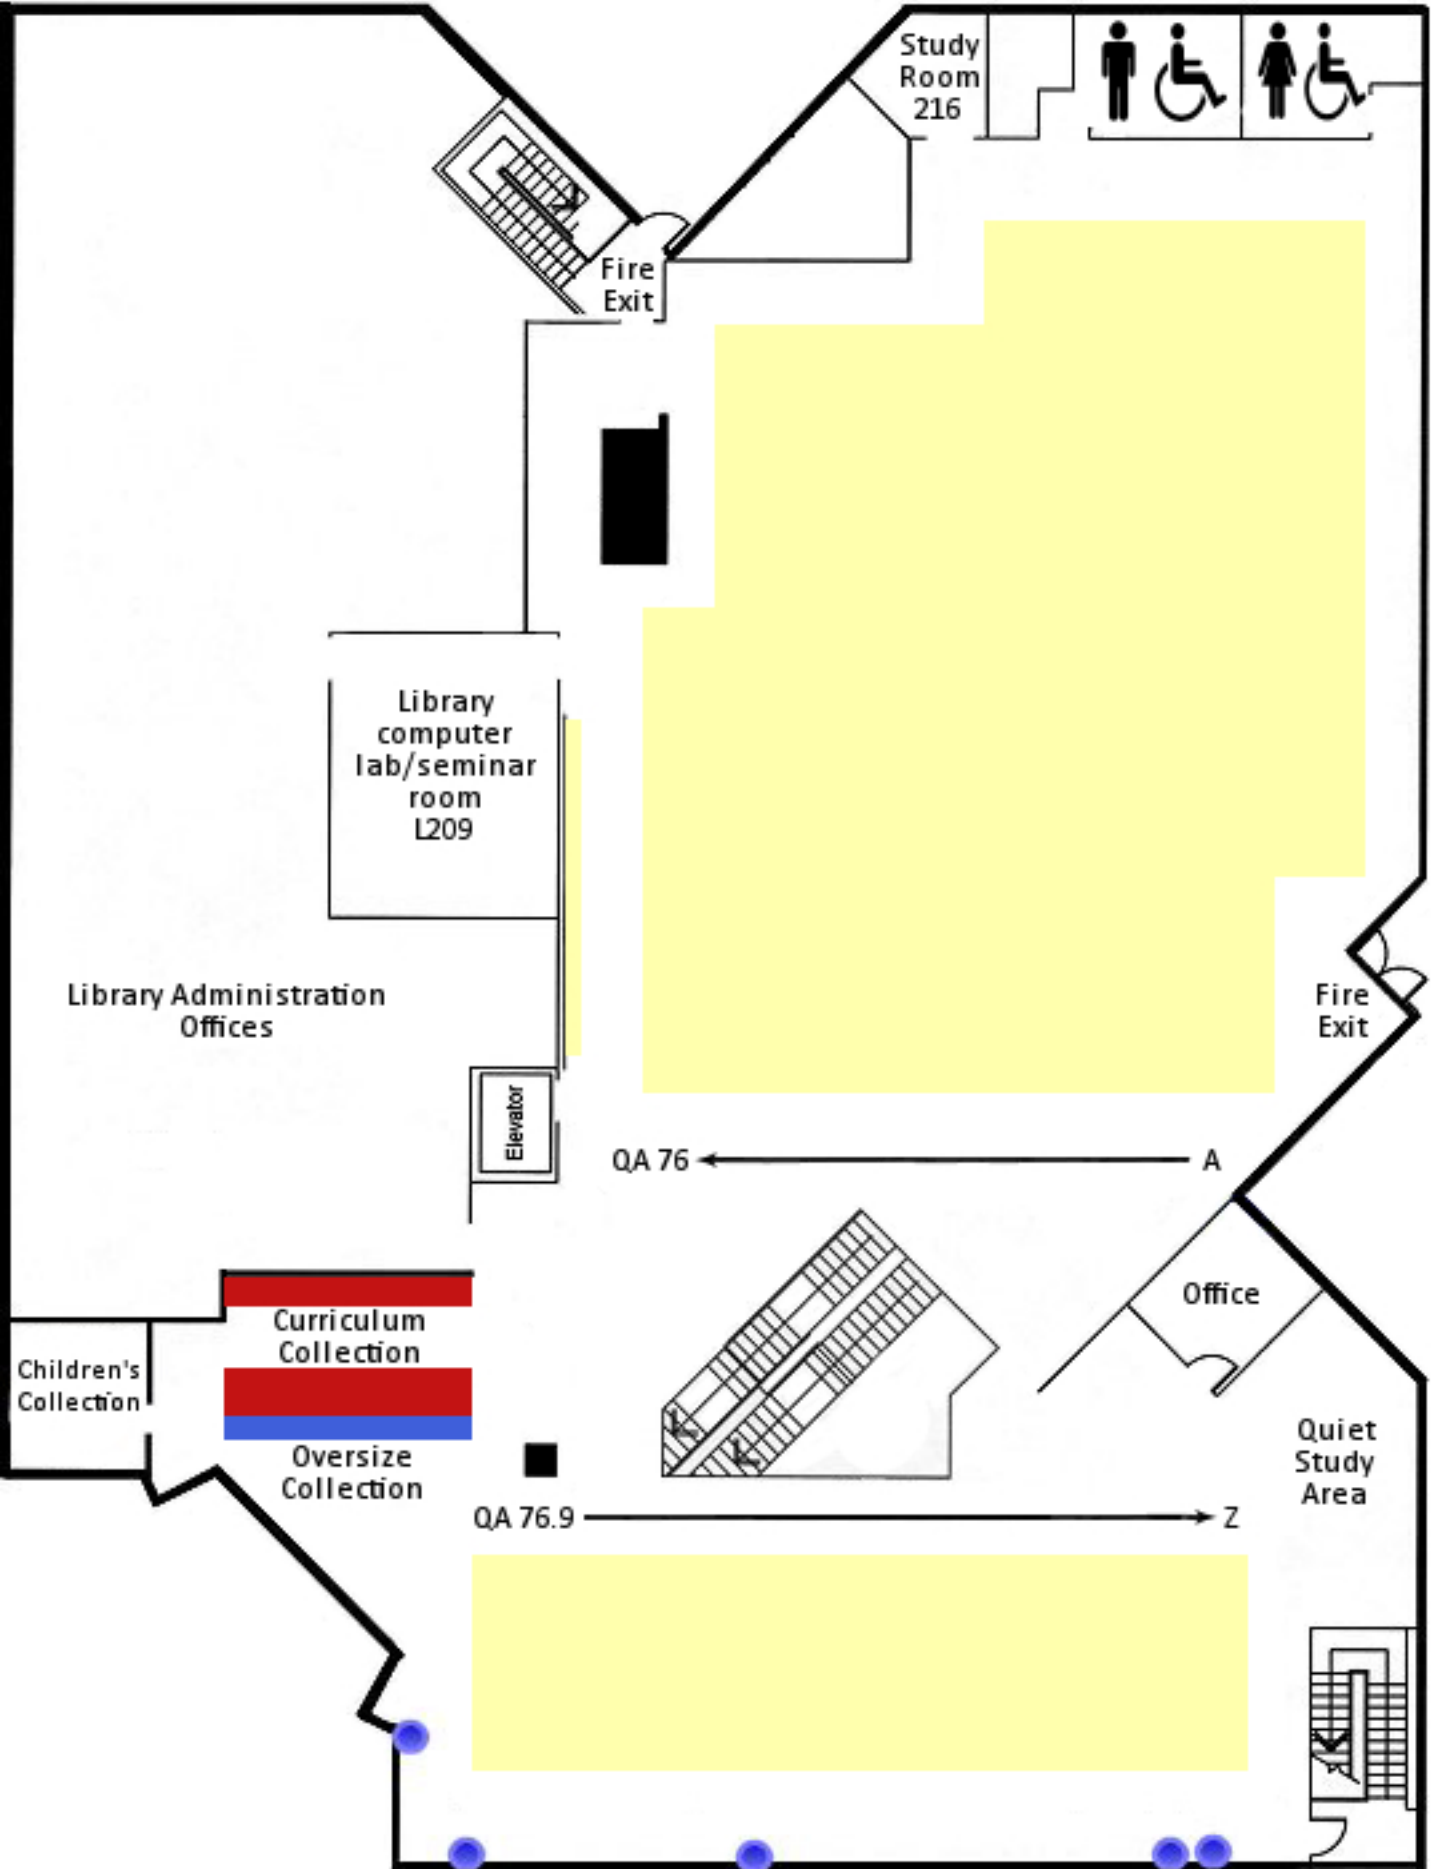 Study
Room
216
Fire
Exit
Library
computer
lab/seminar
room
L209
Library Administration
Offices
Fire
Exit
Elevator
QA 76
A
Office
Curriculum
Collection
Children's
Collection
Oversize
Collection
Quiet
Study
Area
QA 76.9
Z